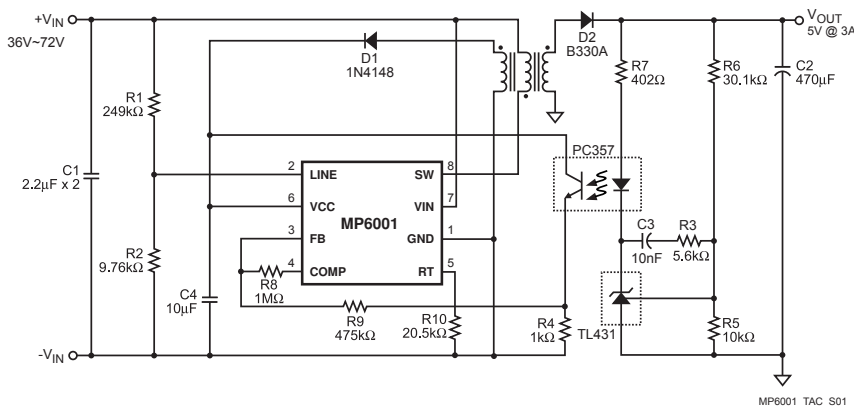 +VIN
36V~72V
D1
1N4148
D2
B330A
VOUT
5V @ 3A
R1
249kΩ
R7
402Ω
R6
30.1kΩ
C2
470µF
PC357
C1
2.2µF x 2
2
LINE
SW
8
6
VCC
VIN
7
MP6001
3
FB
GND
1
4
COMP
RT
5
R2
9.76kΩ
C3
10nF
R3
5.6kΩ
R8
1MΩ
C4
10µF
R9
475kΩ
R10
20.5kΩ
R4
1kΩ
TL431
R5
10kΩ
-VIN
MP6001_TAC_S01